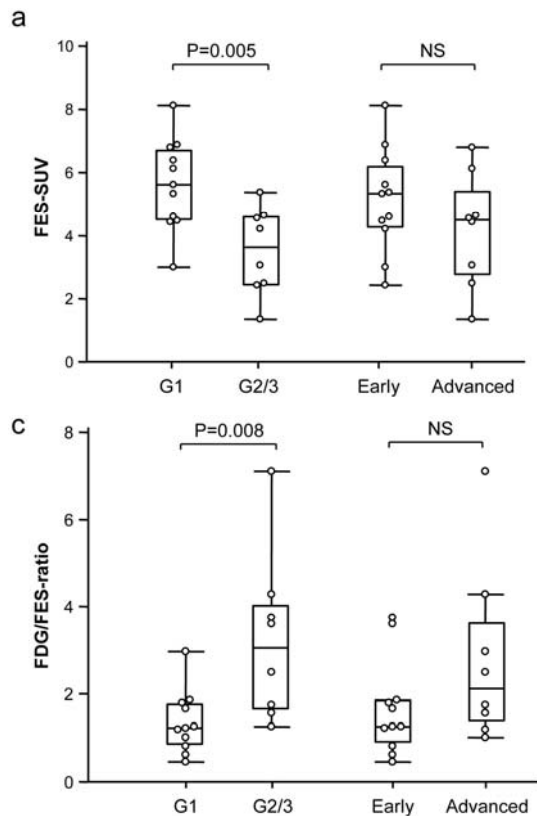 a
P=0.005 NS
10
8
6
4
2
0
FES-SUV
G1 G2/3 Early Advanced
c
P=0.008 NS
8
6
4
2
0
FDG/FES-ratio
G1 G2/3 Early Advanced